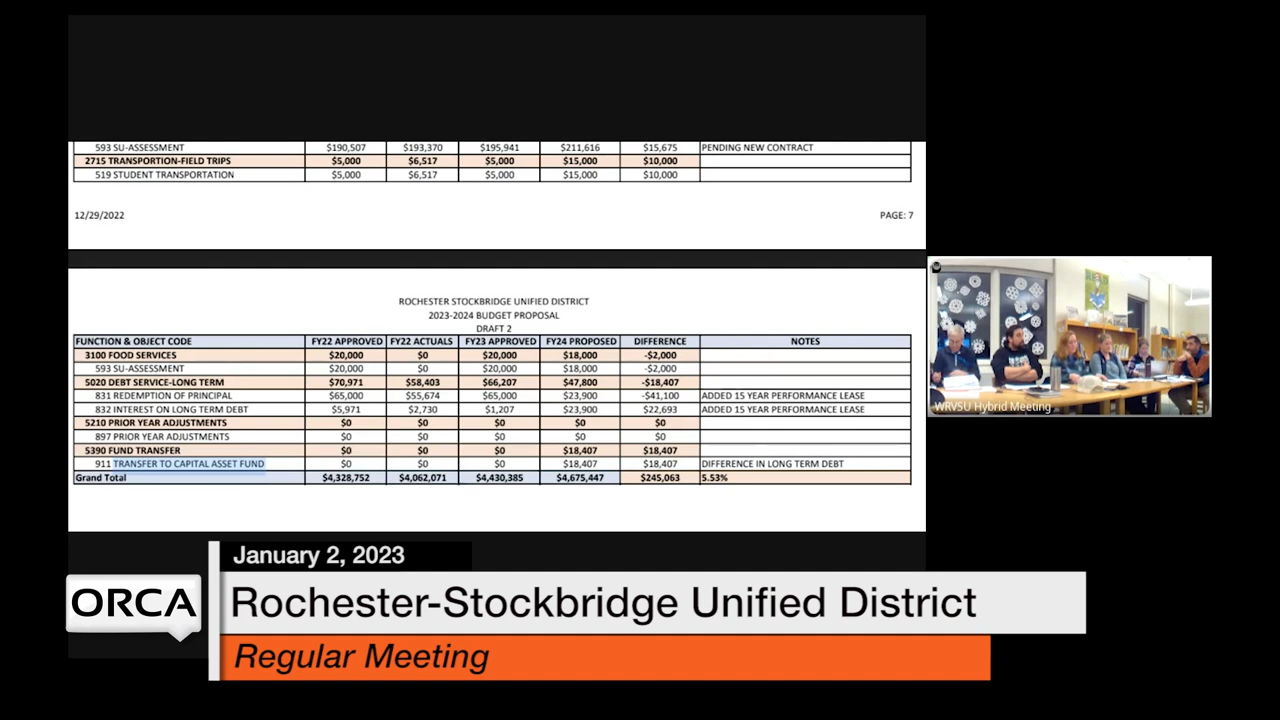 593 SU-ASSESSMENT $190,507 $193,370 $195,941 $211,616 $15,675 PENDING NEW CONTRACT
2715 TRANSPORTION-FIELD TRIPS $5,000 $6,517 $5,000 $15,000 $10,000
519 STUDENT TRANSPORTATION $5,000 $6,517 $5,000 $15,000 $10,000
12/29/2022 PAGE: 7
ROCHESTER STOCKBRIDGE UNIFIED DISTRICT
2023-2024 BUDGET PROPOSAL
DRAFT 2
FUNCTION & OBJECT CODE FY22 APPROVED FY22 ACTUALS FY23 APPROVED FY24 PROPOSED DIFFERENCE NOTES
3100 FOOD SERVICES $20,000 $0 $20,000 $18,000 -$2,000
593 SU-ASSESSMENT $20,000 $0 $20,000 $18,000 -$2,000
5020 DEBT SERVICE-LONG TERM $70,971 $58,403 $66,207 $47,800 -$18,407
831 REDEMPTION OF PRINCIPAL $65,000 $55,674 $65,000 $23,900 -$41,100 ADDED 15 YEAR PERFORMANCE LEASE
832 INTEREST ON LONG TERM DEBT $5,971 $2,730 $1,207 $23,900 $22,693 ADDED 15 YEAR PERFORMANCE LEASE
5210 PRIOR YEAR ADJUSTMENTS $0 $0 $0 $0 $0
897 PRIOR YEAR ADJUSTMENTS $0 $0 $0 $0 $0
5390 FUND TRANSFER $0 $0 $0 $18,407 $18,407
911 TRANSFER TO CAPITAL ASSET FUND $0 $0 $0 $18,407 $18,407 DIFFERENCE IN LONG TERM DEBT
Grand Total $4,328,752 $4,062,071 $4,430,385 $4,675,447 $245,063 5.53%
WRVSU Hybrid Meeting
January 2, 2023
ORCA
Rochester-Stockbridge Unified District
Regular Meeting